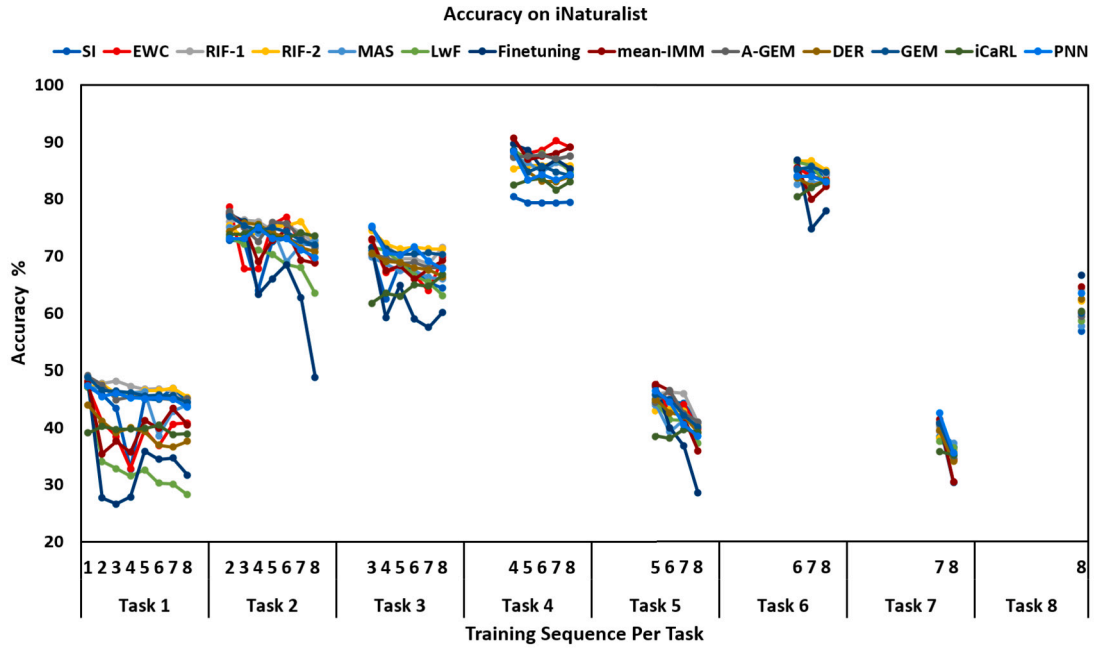 Accuracy on iNaturalist
SI EWC RIF-1 RIF-2 MAS LwF Finetuning mean-IMM A-GEM DER GEM iCaRL PNN
100
90
80
70
60
50
40
30
20
Accuracy %
1 2 3 4 5 6 7 8 2 3 4 5 6 7 8 3 4 5 6 7 8 4 5 6 7 8 5 6 7 8 6 7 8 7 8 8
Task 1 Task 2 Task 3 Task 4 Task 5 Task 6 Task 7 Task 8
Training Sequence Per Task